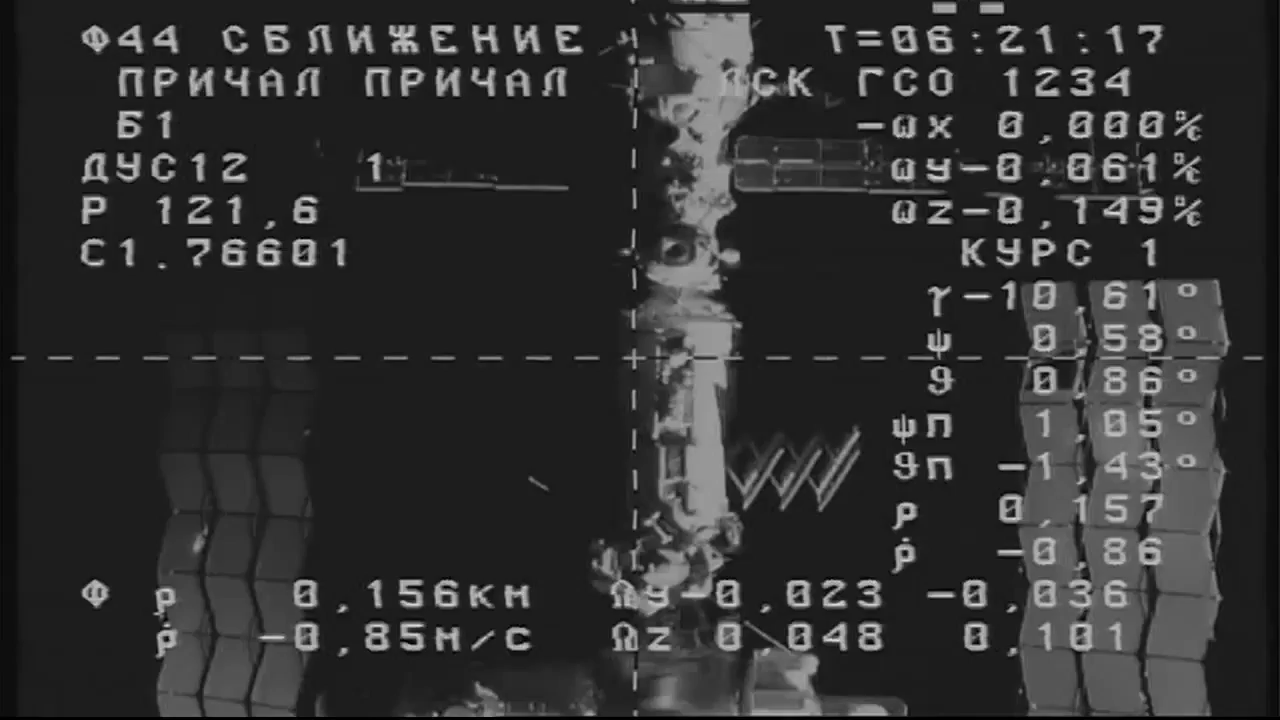 Ф44 СБЛИЖЕНИЕ Т=06:21:17
ПРИЧАЛ ПРИЧАЛ ЛСК ГСО 1234
Б1 -ωx 0,000°/с
ДУС12 1 ωy-0,061°/с
Р 121,6 ωz-0,149°/с
С1.76601 КУРС 1
γ-10,61°
ψ 0,58°
ϑ 0,86°
ψп 1,05°
ϑп -1,43°
ρ 0,157
ρ̇ -0,86
Ф ρ 0,156км Ωy-0,023 -0,036
ρ̇ -0,85м/с Ωz 0,048 0,101